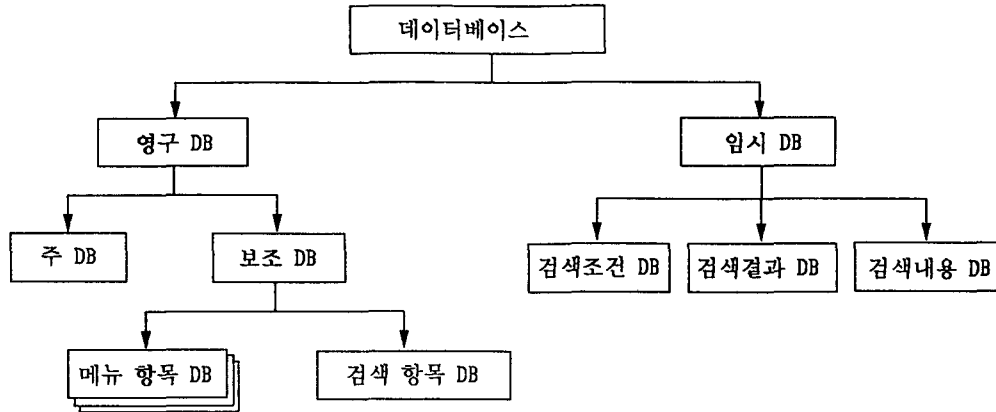 데이터베이스
영구 DB
임시 DB
주 DB
보조 DB
검색조건 DB
검색결과 DB
검색내용 DB
메뉴 항목 DB
검색 항목 DB